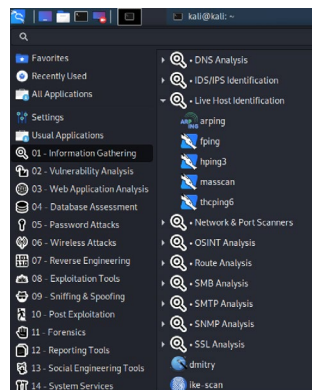 kali@kali: ~
Favorites
Recently Used
All Applications
Settings
Usual Applications
01 - Information Gathering
02 - Vulnerability Analysis
03 - Web Application Analysis
04 - Database Assessment
05 - Password Attacks
06 - Wireless Attacks
07 - Reverse Engineering
08 - Exploitation Tools
09 - Sniffing & Spoofing
10 - Post Exploitation
11 - Forensics
12 - Reporting Tools
13 - Social Engineering Tools
14 - System Services
• DNS Analysis
• IDS/IPS Identification
• Live Host Identification
ARP
ING
arping
fping
hping3
masscan
thcping6
• Network & Port Scanners
• OSINT Analysis
• Route Analysis
• SMB Analysis
• SMTP Analysis
• SNMP Analysis
• SSL Analysis
dmitry
ike-scan